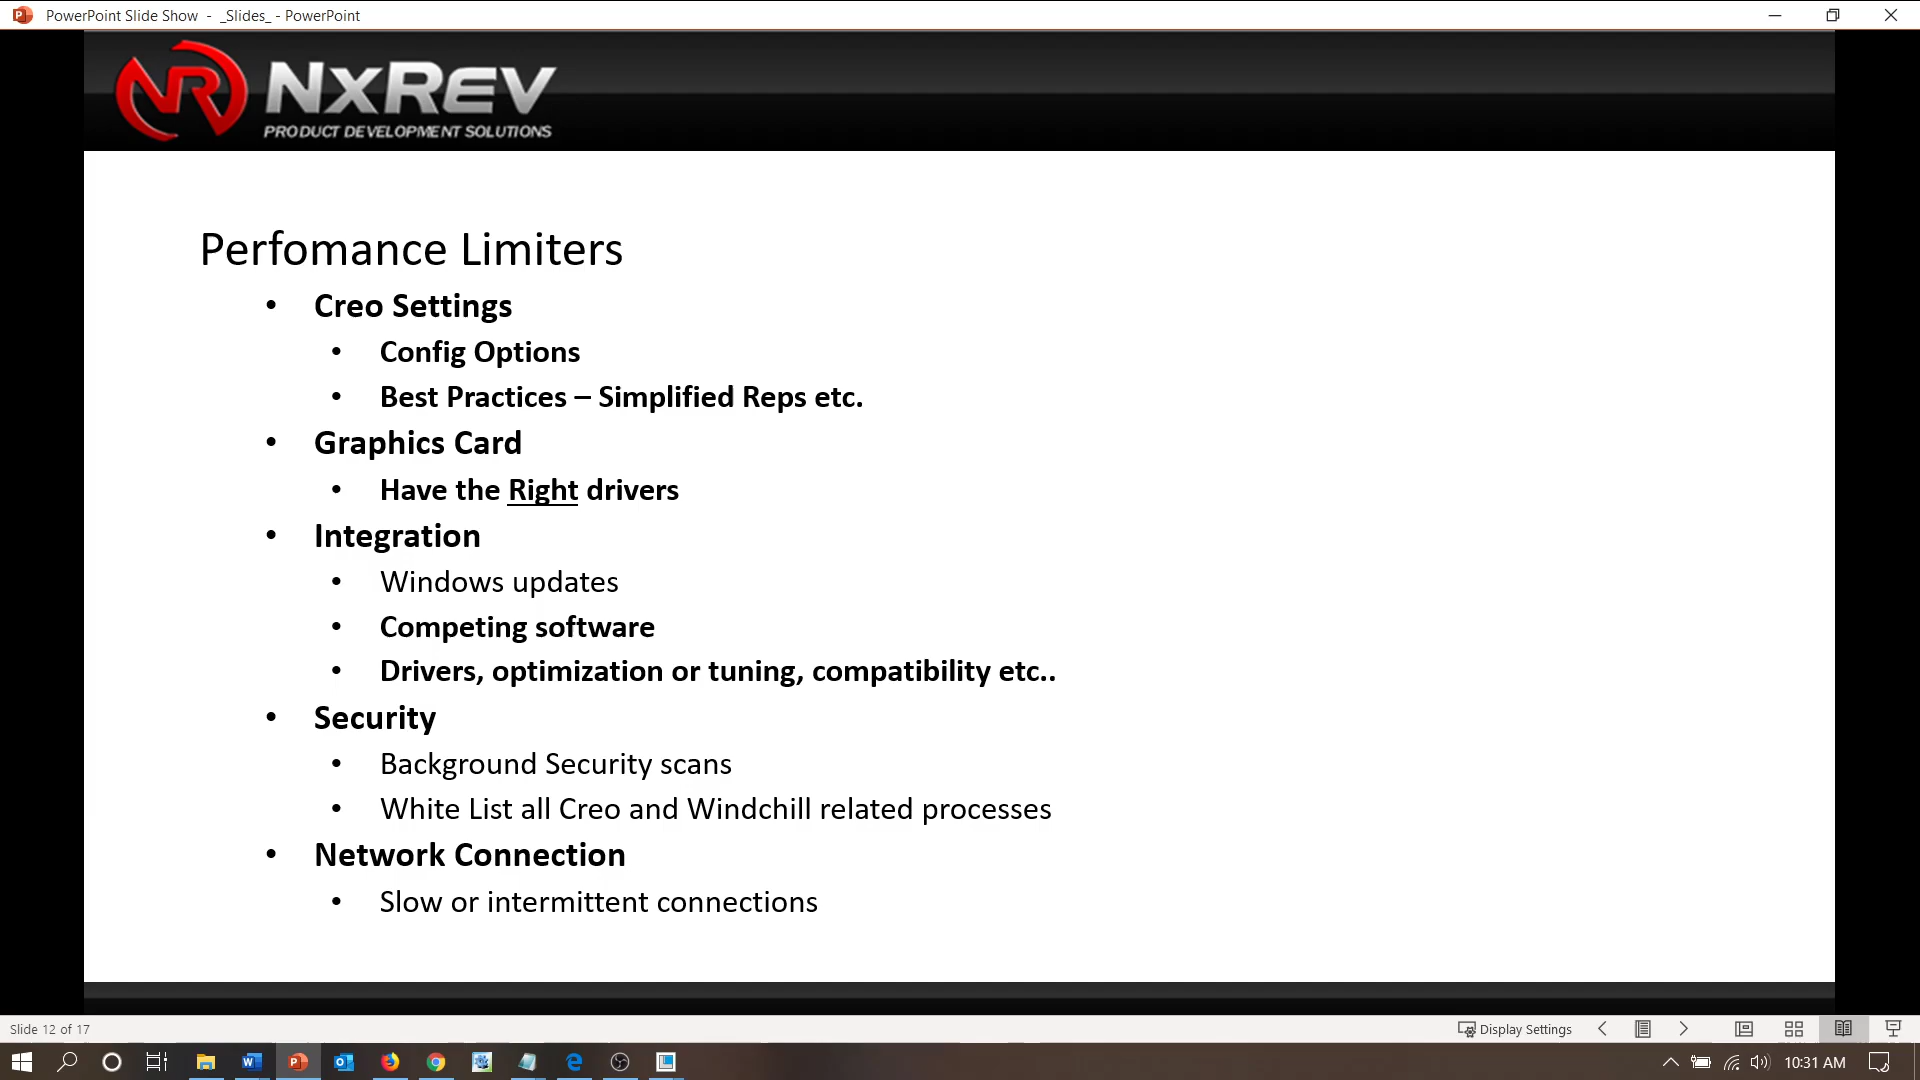 PowerPoint Slide Show - _Slides_ - PowerPoint
NxRev
PRODUCT DEVELOPMENT SOLUTIONS
Perfomance Limiters
• Creo Settings
• Config Options
• Best Practices – Simplified Reps etc.
• Graphics Card
• Have the Right drivers
• Integration
• Windows updates
• Competing software
• Drivers, optimization or tuning, compatibility etc..
• Security
• Background Security scans
• White List all Creo and Windchill related processes
• Network Connection
• Slow or intermittent connections
Slide 12 of 17
Display Settings
10:31 AM